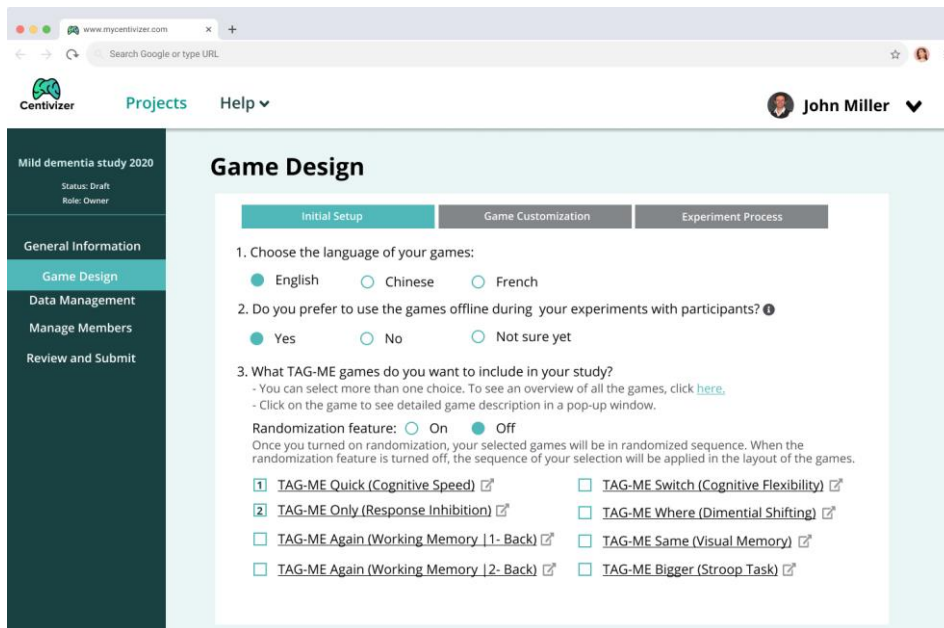 www.mycentivizer.com
Search Google or type URL
Centivizer
Projects
Help
John Miller
Mild dementia study 2020
Status: Draft
Role: Owner
General Information
Game Design
Data Management
Manage Members
Review and Submit
Game Design
Initial Setup
Game Customization
Experiment Process
1. Choose the language of your games:
English
Chinese
French
2. Do you prefer to use the games offline during your experiments with participants?
Yes
No
Not sure yet
3. What TAG-ME games do you want to include in your study?
- You can select more than one choice. To see an overview of all the games, click here.
- Click on the game to see detailed game description in a pop-up window.
Randomization feature: On Off
Once you turned on randomization, your selected games will be in randomized sequence. When the
randomization feature is turned off, the sequence of your selection will be applied in the layout of the games.
1 TAG-ME Quick (Cognitive Speed)
2 TAG-ME Only (Response Inhibition)
TAG-ME Again (Working Memory |1- Back)
TAG-ME Again (Working Memory |2- Back)
TAG-ME Switch (Cognitive Flexibility)
TAG-ME Where (Dimential Shifting)
TAG-ME Same (Visual Memory)
TAG-ME Bigger (Stroop Task)